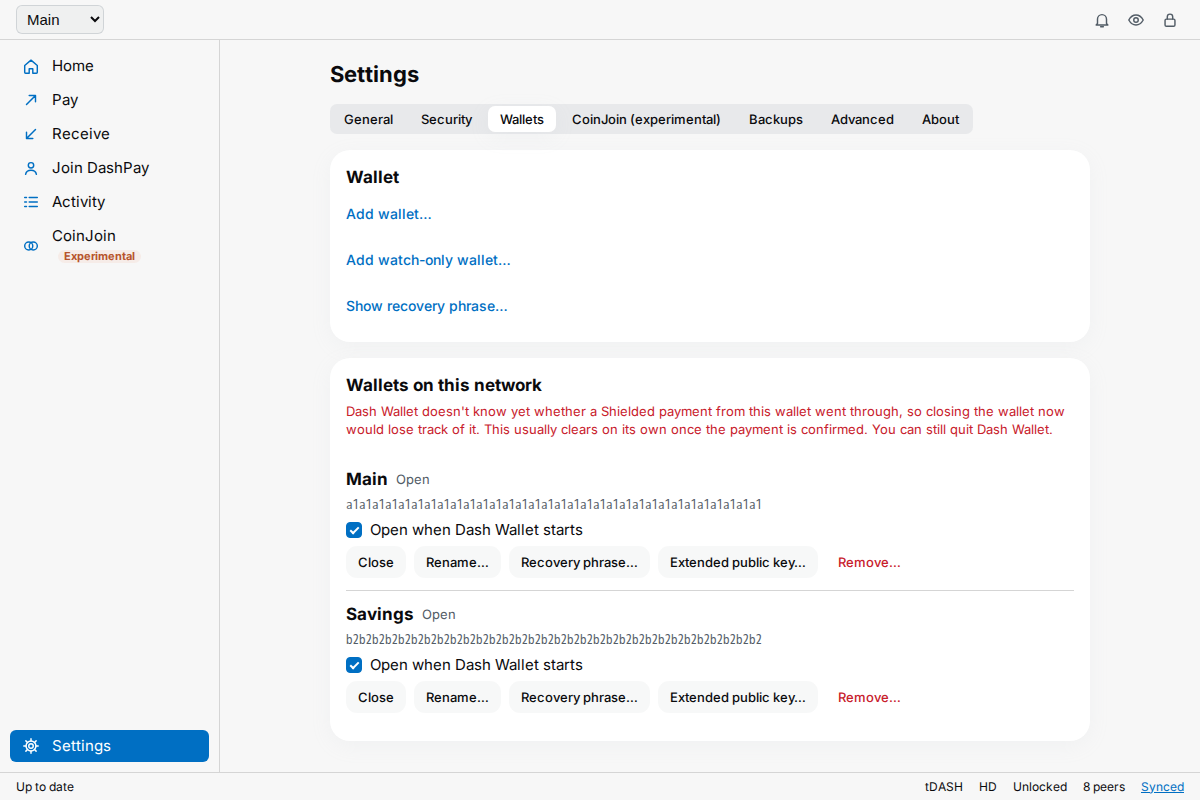 Main
Home
Pay
Receive
Join DashPay
Activity
CoinJoin
Experimental
Settings
Settings
General Security Wallets CoinJoin (experimental) Backups Advanced About
Wallet
Add wallet...
Add watch-only wallet...
Show recovery phrase...
Wallets on this network
Dash Wallet doesn't know yet whether a Shielded payment from this wallet went through, so closing the wallet now
would lose track of it. This usually clears on its own once the payment is confirmed. You can still quit Dash Wallet.
Main Open
a1a1a1a1a1a1a1a1a1a1a1a1a1a1a1a1a1a1a1a1a1a1a1a1a1a1a1a1a1a1a1a1
Open when Dash Wallet starts
Close Rename... Recovery phrase... Extended public key... Remove...
Savings Open
b2b2b2b2b2b2b2b2b2b2b2b2b2b2b2b2b2b2b2b2b2b2b2b2b2b2b2b2b2b2b2b2
Open when Dash Wallet starts
Close Rename... Recovery phrase... Extended public key... Remove...
Up to date
tDASH HD Unlocked 8 peers Synced